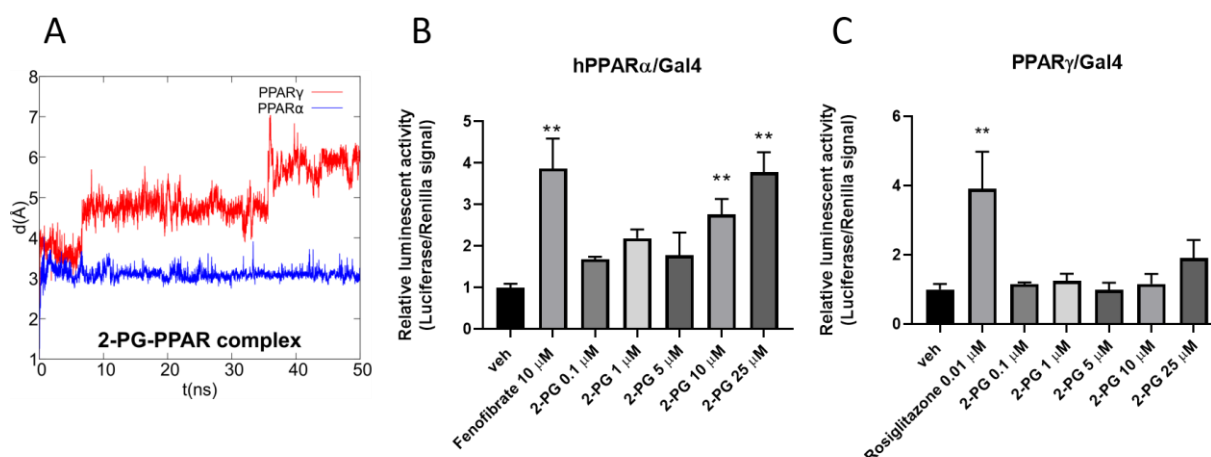 A
d(Å)
8
7
6
5
4
3
2
1
PPARγ
PPARα
2-PG-PPAR complex
0
10
20
30
40
50
t(ns)
B
hPPARα/Gal4
Relative luminescent activity
(Luciferase/Renilla signal)
5
4
3
2
1
0
**
**
**
veh
Fenofibrate 10 μM
2-PG 0.1 μM
2-PG 1 μM
2-PG 5 μM
2-PG 10 μM
2-PG 25 μM
C
PPARγ/Gal4
Relative luminescent activity
(Luciferase/Renilla signal)
6
4
2
0
**
veh
Rosiglitazone 0.01 μM
2-PG 0.1 μM
2-PG 1 μM
2-PG 5 μM
2-PG 10 μM
2-PG 25 μM